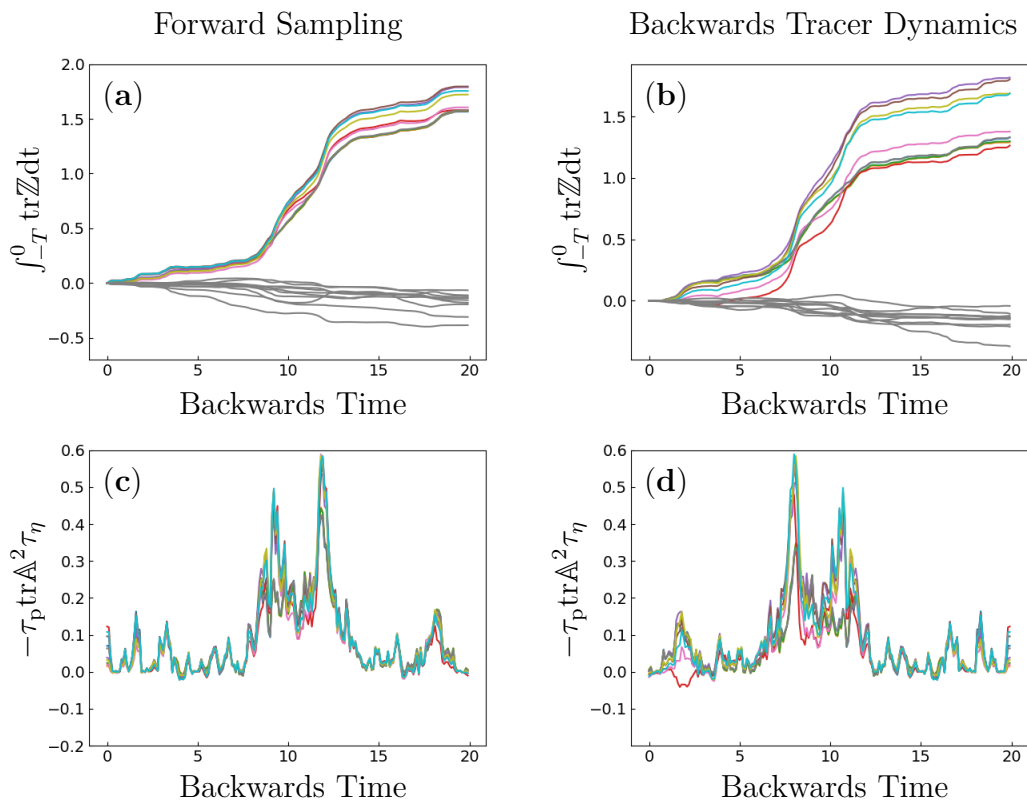 Forward Sampling
Backwards Tracer Dynamics
(a)
2.0
1.5
1.0
0.5
0.0
−0.5
∫⁰₋T trℤdt
0 5 10 15 20
Backwards Time
(b)
1.5
1.0
0.5
0.0
∫⁰₋T trℤdt
0 5 10 15 20
Backwards Time
(c)
0.6
0.5
0.4
0.3
0.2
0.1
0.0
−0.1
−0.2
−τₚtr𝔸²τ_η
0 5 10 15 20
Backwards Time
(d)
0.6
0.5
0.4
0.3
0.2
0.1
0.0
−0.1
−0.2
−τₚtr𝔸²τ_η
0 5 10 15 20
Backwards Time